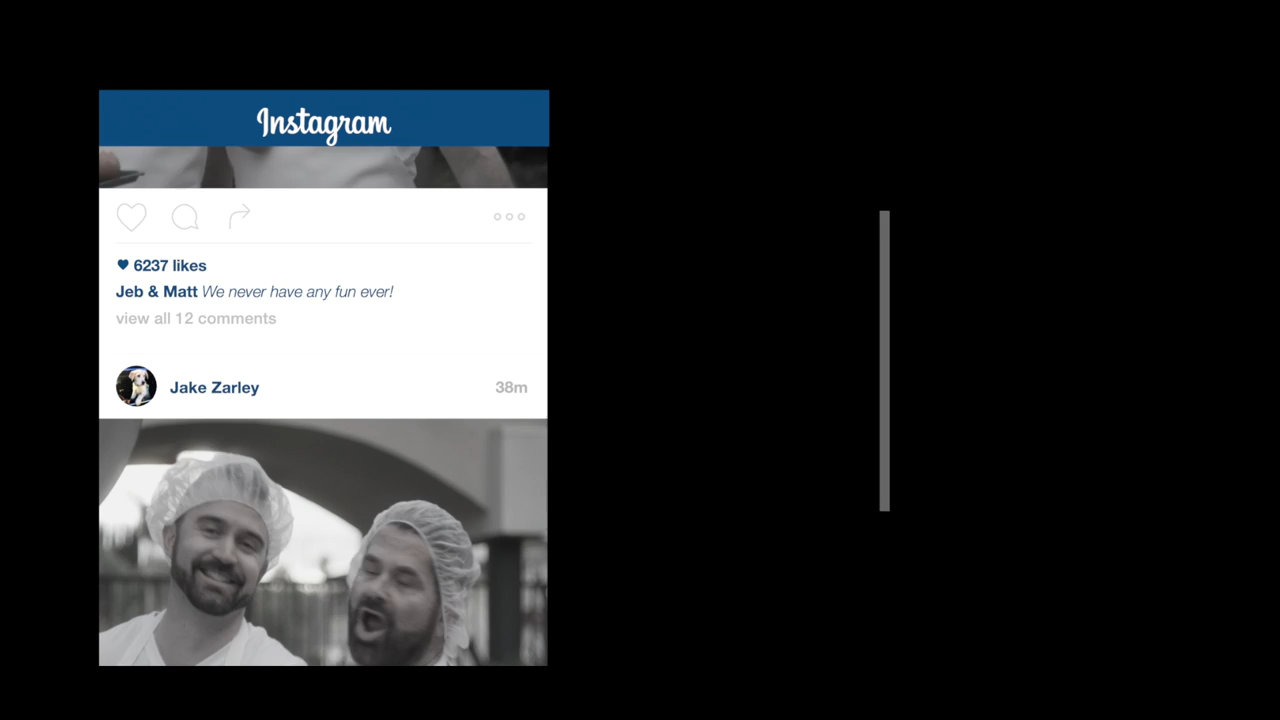 Instagram
6237 likes
Jeb & Matt We never have any fun ever!
view all 12 comments
Jake Zarley
38m